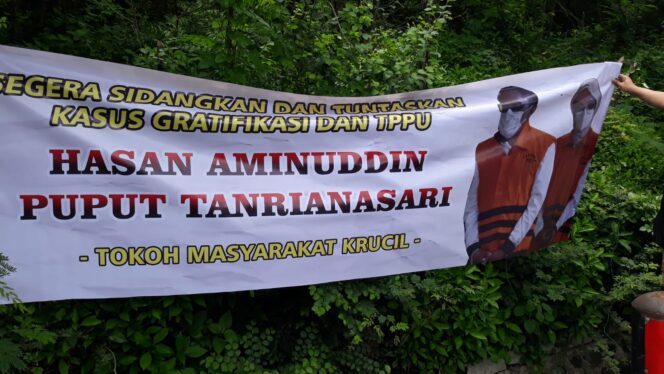 SEGERA SIDANGKAN DAN TUNTASKAN
KASUS GRATIFIKASI DAN TPPU
HASAN AMINUDDIN
PUPUT TANRIANASARI
- TOKOH MASYARAKAT KRUCIL -